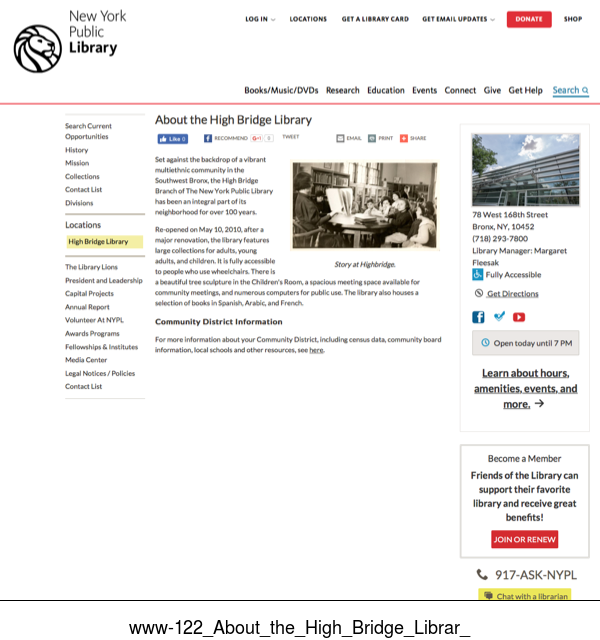 New York
Public
Library
LOG IN
LOCATIONS
GET A LIBRARY CARD
GET EMAIL UPDATES
DONATE
SHOP
Books/Music/DVDs
Research
Education
Events
Connect
Give
Get Help
Search
Search Current
Opportunities
History
Mission
Collections
Contact List
Divisions
Locations
High Bridge Library
The Library Lions
President and Leadership
Capital Projects
Annual Report
Volunteer At NYPL
Awards Programs
Fellowships & Institutes
Media Center
Legal Notices / Policies
Contact List
About the High Bridge Library
Like 0
RECOMMEND
G+1 0
TWEET
EMAIL
PRINT
SHARE
Set against the backdrop of a vibrant
multiethnic community in the
Southwest Bronx, the High Bridge
Branch of The New York Public Library
has been an integral part of its
neighborhood for over 100 years.
Re-opened on May 10, 2010, after a
major renovation, the library features
large collections for adults, young
adults, and children. It is fully accessible
to people who use wheelchairs. There is
a beautiful tree sculpture in the Children's Room, a spacious meeting space available for
community meetings, and numerous computers for public use. The library also houses a
selection of books in Spanish, Arabic, and French.
Story at Highbridge.
Community District Information
For more information about your Community District, including census data, community board
information, local schools and other resources, see here.
78 West 168th Street
Bronx, NY, 10452
(718) 293-7800
Library Manager: Margaret
Fleesak
Fully Accessible
Get Directions
Open today until 7 PM
Learn about hours,
amenities, events, and
more. →
Become a Member
Friends of the Library can
support their favorite
library and receive great
benefits!
JOIN OR RENEW
917-ASK-NYPL
Chat with a librarian
www-122_About_the_High_Bridge_Librar_